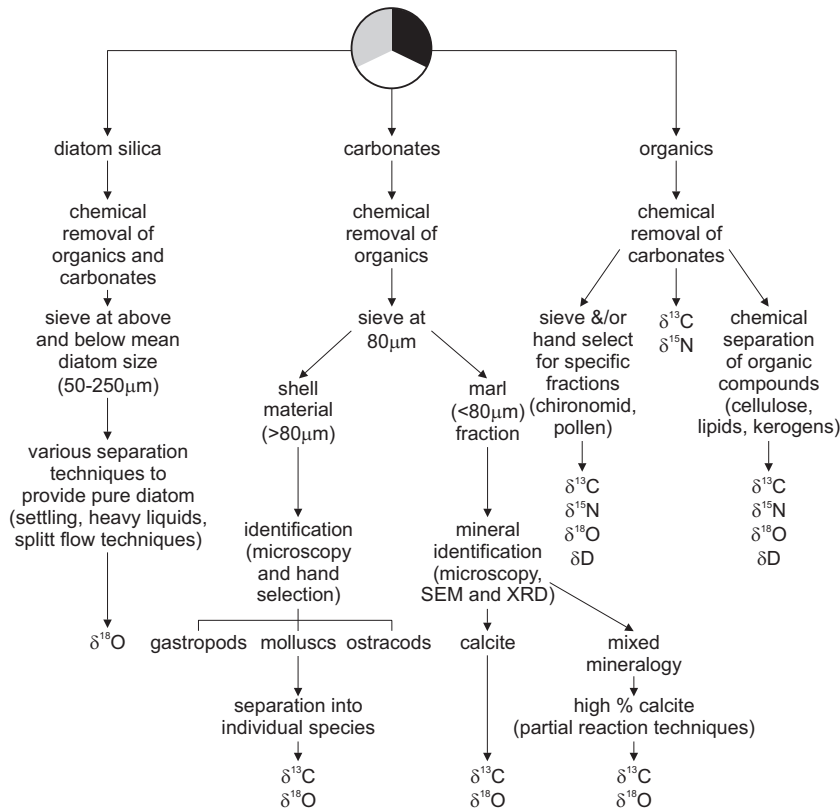 diatom silica
chemical
removal of
organics and
carbonates
sieve at above
and below mean
diatom size
(50-250μm)
various separation
techniques to
provide pure diatom
(settling, heavy liquids,
splitt flow techniques)
δ¹⁸O
carbonates
chemical
removal of
organics
sieve at
80μm
shell
material
(>80μm)
identification
(microscopy
and hand
selection)
gastropods
molluscs
ostracods
separation into
individual species
δ¹³C
δ¹⁸O
marl
(<80μm)
fraction
mineral
identification
(microscopy,
SEM and XRD)
calcite
δ¹³C
δ¹⁸O
mixed
mineralogy
high % calcite
(partial reaction techniques)
δ¹³C
δ¹⁸O
organics
chemical
removal of
carbonates
sieve &/or
hand select
for specific
fractions
(chironomid,
pollen)
δ¹³C
δ¹⁵N
δ¹⁸O
δD
δ¹³C
δ¹⁵N
chemical
separation
of organic
compounds
(cellulose,
lipids, kerogens)
δ¹³C
δ¹⁵N
δ¹⁸O
δD